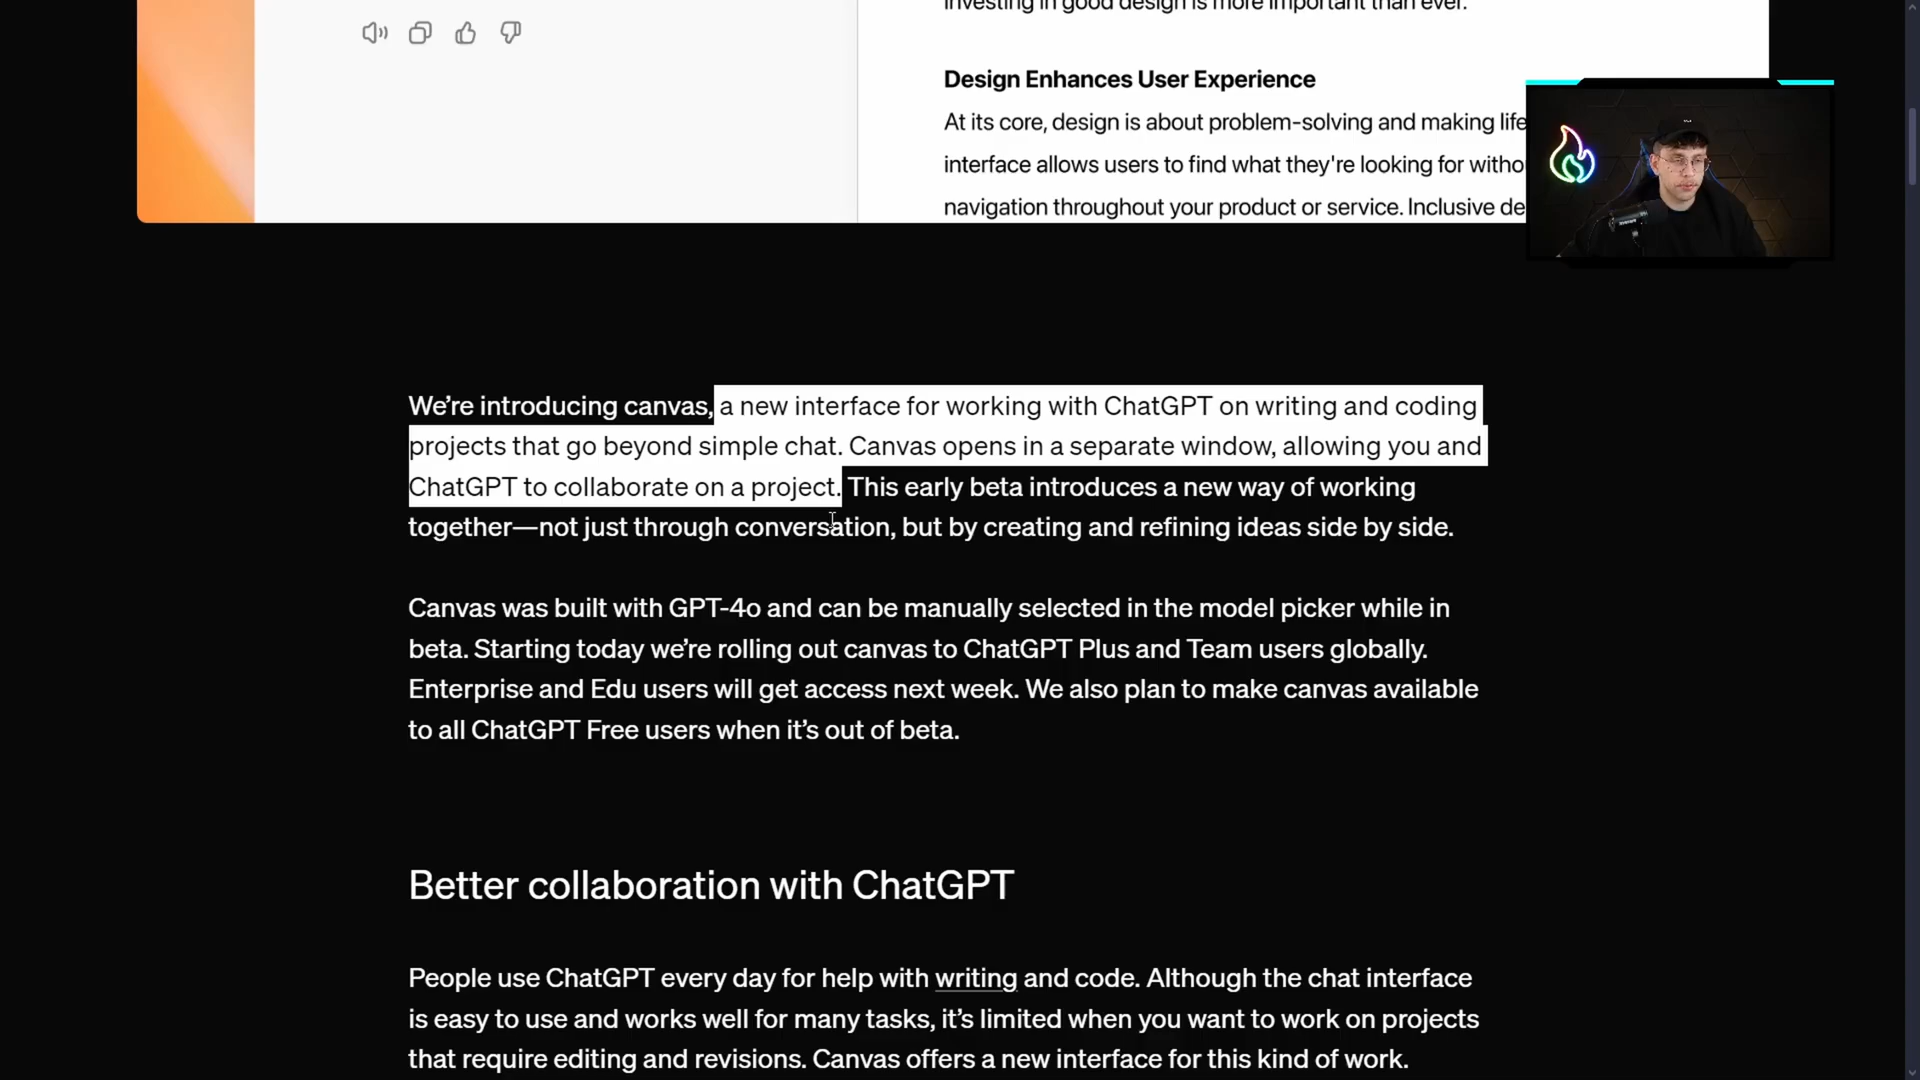 investing in good design is more important than ever.
Design Enhances User Experience
At its core, design is about problem-solving and making life
interface allows users to find what they're looking for witho
navigation throughout your product or service. Inclusive de
We’re introducing canvas, a new interface for working with ChatGPT on writing and coding
projects that go beyond simple chat. Canvas opens in a separate window, allowing you and
ChatGPT to collaborate on a project. This early beta introduces a new way of working
together—not just through conversation, but by creating and refining ideas side by side.
Canvas was built with GPT-4o and can be manually selected in the model picker while in
beta. Starting today we’re rolling out canvas to ChatGPT Plus and Team users globally.
Enterprise and Edu users will get access next week. We also plan to make canvas available
to all ChatGPT Free users when it’s out of beta.
Better collaboration with ChatGPT
People use ChatGPT every day for help with writing and code. Although the chat interface
is easy to use and works well for many tasks, it’s limited when you want to work on projects
that require editing and revisions. Canvas offers a new interface for this kind of work.